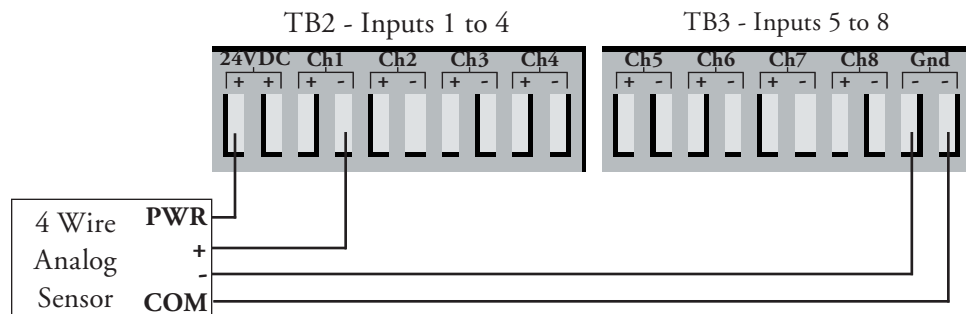 TB2 - Inputs 1 to 4
TB3 - Inputs 5 to 8
24VDC Ch1 Ch2 Ch3 Ch4
+ + + - + - + - + -
Ch5 Ch6 Ch7 Ch8 Gnd
+ - + - + - + - - -
4 Wire
Analog
Sensor
PWR
+
-
COM